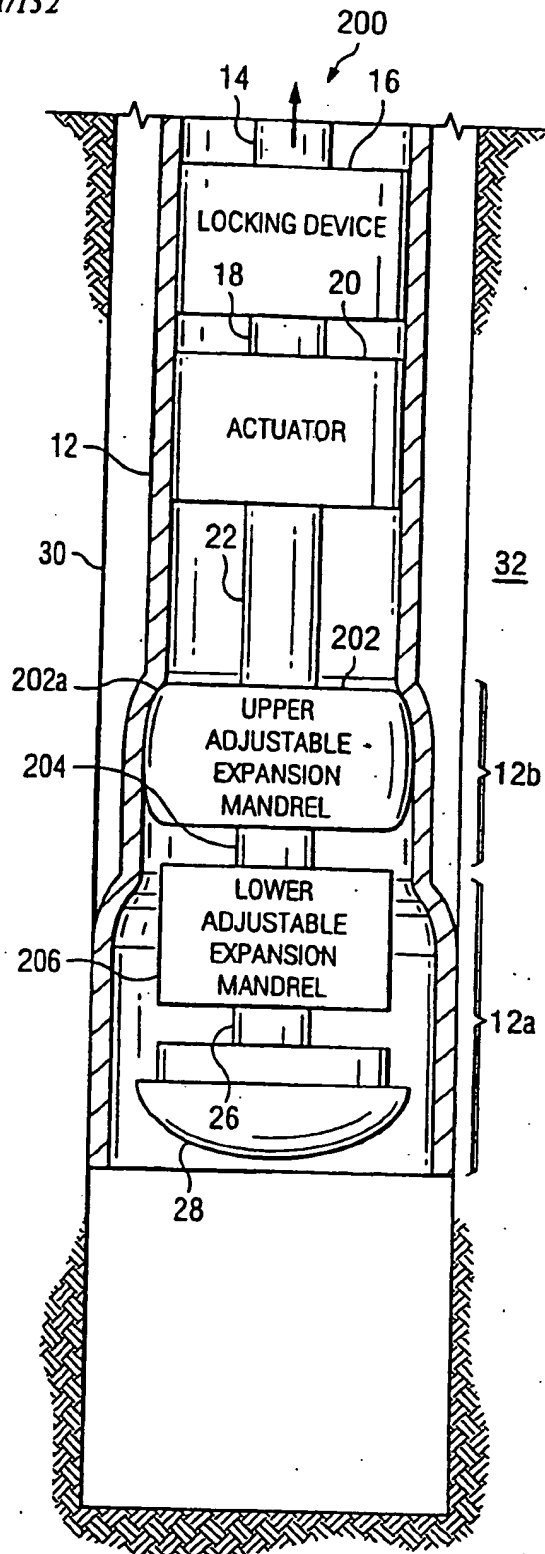 200
14
16
LOCKING DEVICE
18
20
ACTUATOR
12
22
30
32
202
202a
UPPER
ADJUSTABLE
EXPANSION
MANDREL
12b
204
LOWER
ADJUSTABLE
EXPANSION
MANDREL
206
12a
26
28